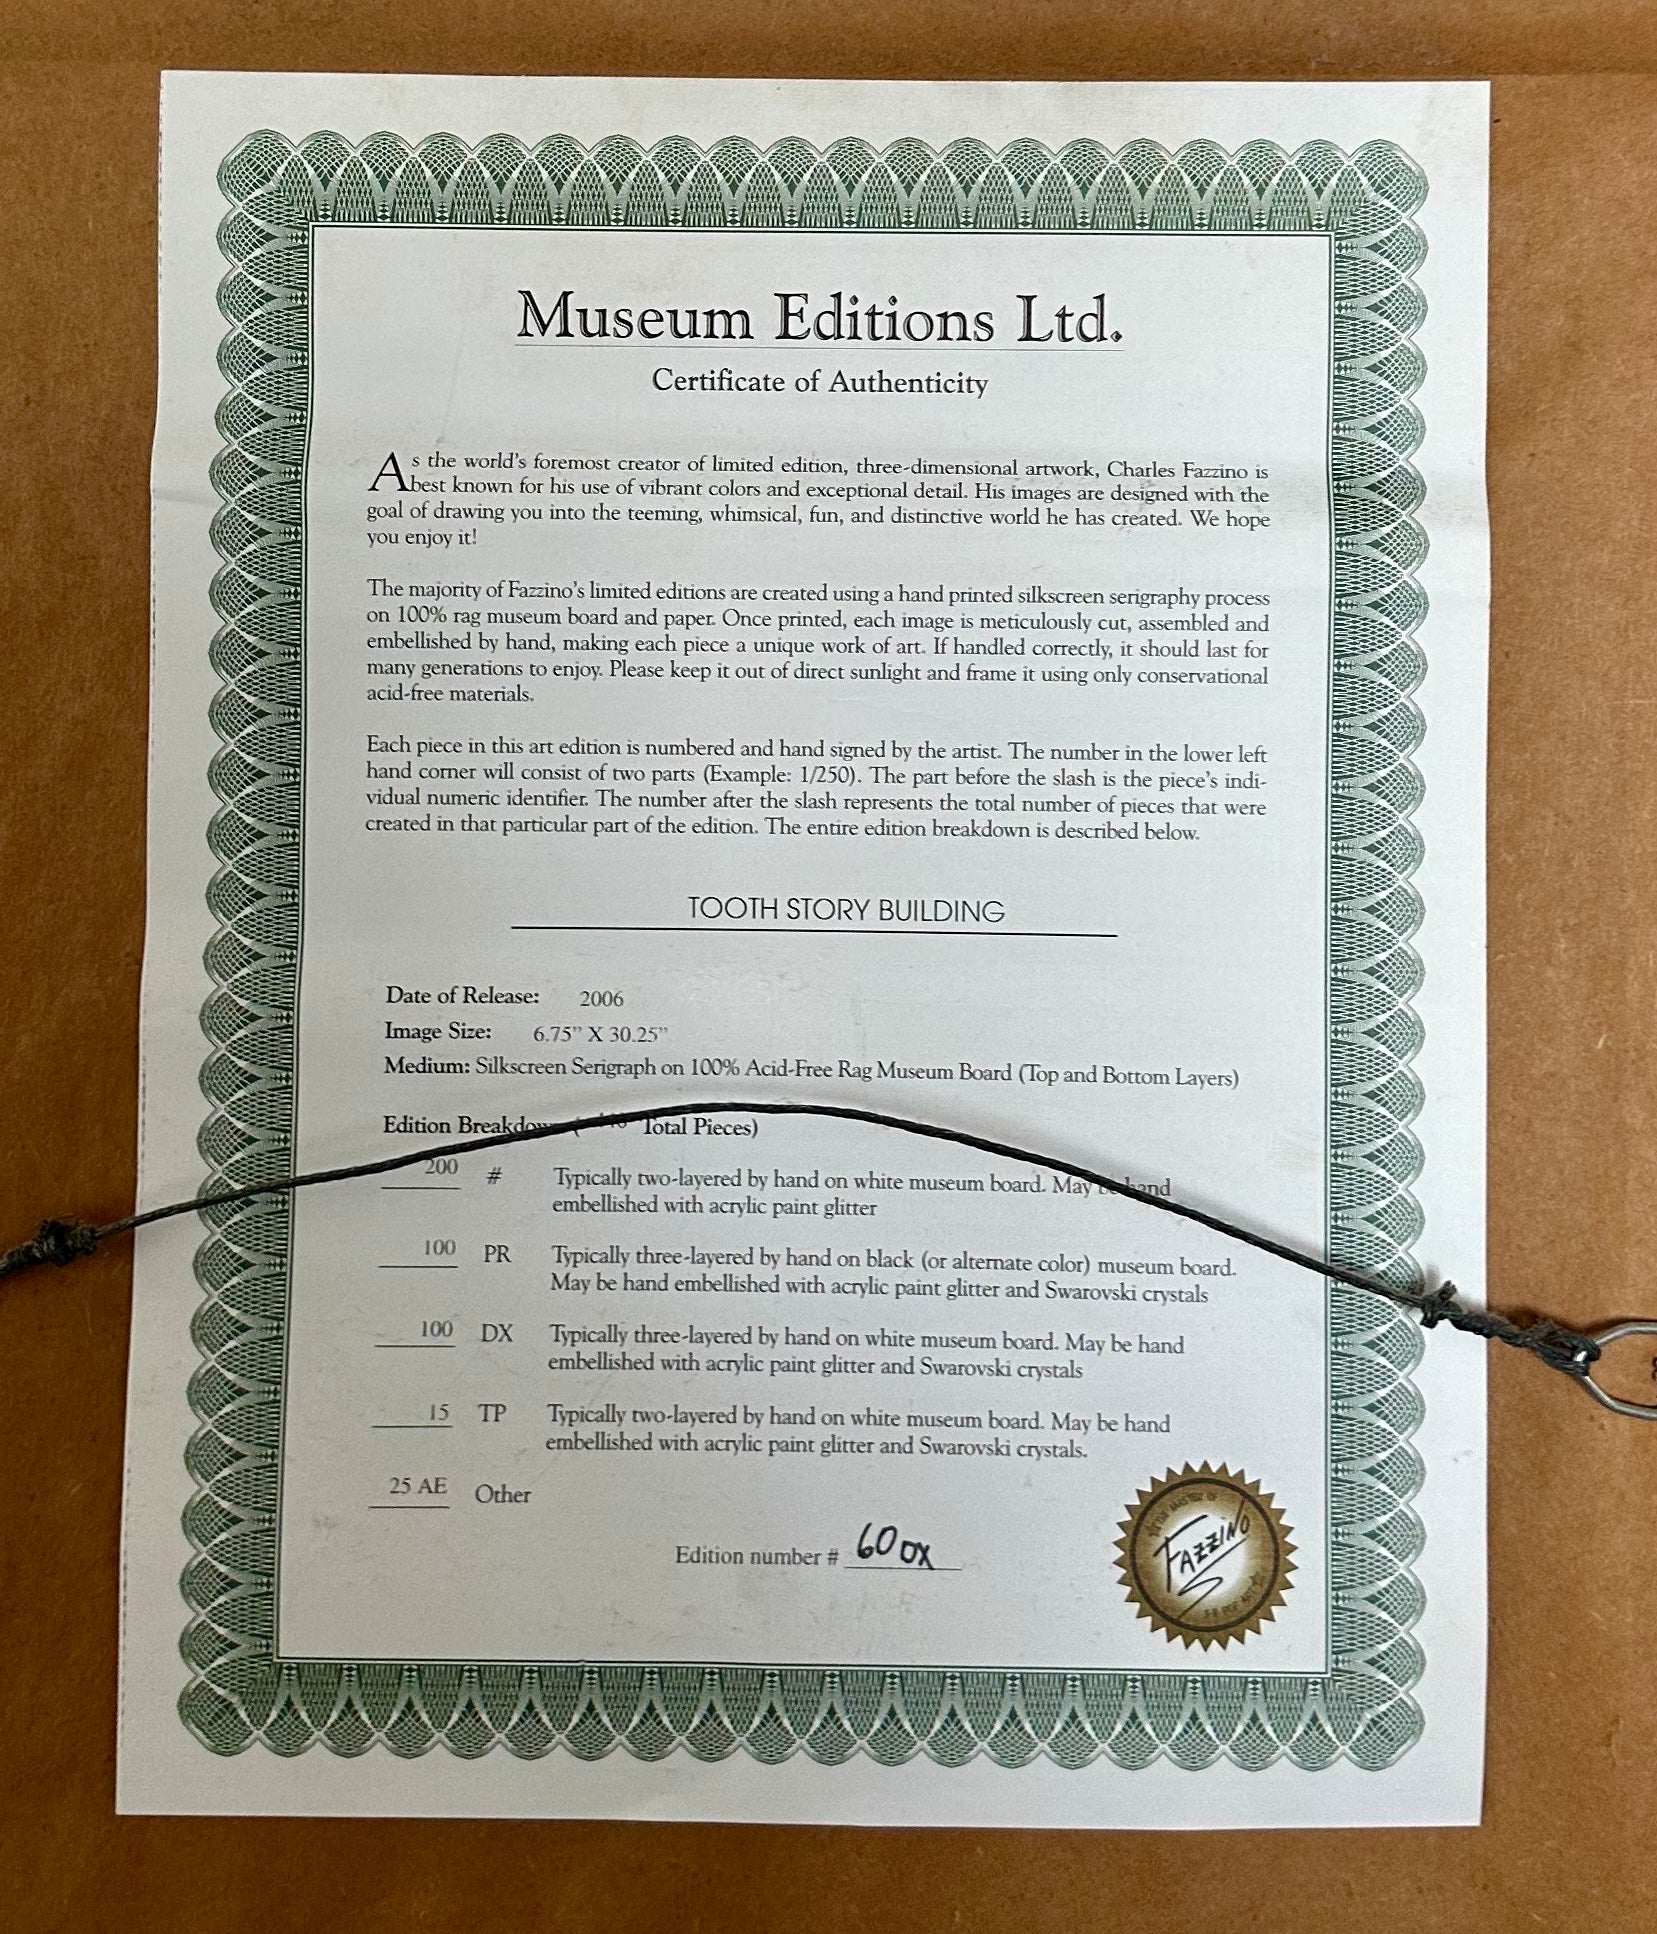 Museum Editions Ltd.
Certificate of Authenticity
As the world's foremost creator of limited edition, three-dimensional artwork, Charles Fazzino is
best known for his use of vibrant colors and exceptional detail. His images are designed with the
goal of drawing you into the teeming, whimsical, fun, and distinctive world he has created. We hope
you enjoy it!
The majority of Fazzino's limited editions are created using a hand printed silkscreen serigraphy process
on 100% rag museum board and paper. Once printed, each image is meticulously cut, assembled and
embellished by hand, making each piece a unique work of art. If handled correctly, it should last for
many generations to enjoy. Please keep it out of direct sunlight and frame it using only conservational
acid-free materials.
Each piece in this art edition is numbered and hand signed by the artist. The number in the lower left
hand corner will consist of two parts (Example: 1/250). The part before the slash is the piece's indi-
vidual numeric identifier. The number after the slash represents the total number of pieces that were
created in that particular part of the edition. The entire edition breakdown is described below.
TOOTH STORY BUILDING
Date of Release: 2006
Image Size: 6.75" X 30.25"
Medium: Silkscreen Serigraph on 100% Acid-Free Rag Museum Board (Top and Bottom Layers)
Edition Breakdown Total Pieces)
200 # Typically two-layered by hand on white museum board. May be hand
embellished with acrylic paint glitter
100 PR Typically three-layered by hand on black (or alternate color) museum board.
May be hand embellished with acrylic paint glitter and Swarovski crystals
100 DX Typically three-layered by hand on white museum board. May be hand
embellished with acrylic paint glitter and Swarovski crystals
15 TP Typically two-layered by hand on white museum board. May be hand
embellished with acrylic paint glitter and Swarovski crystals.
25 AE Other
Edition number # 60 DX
FAZZINO